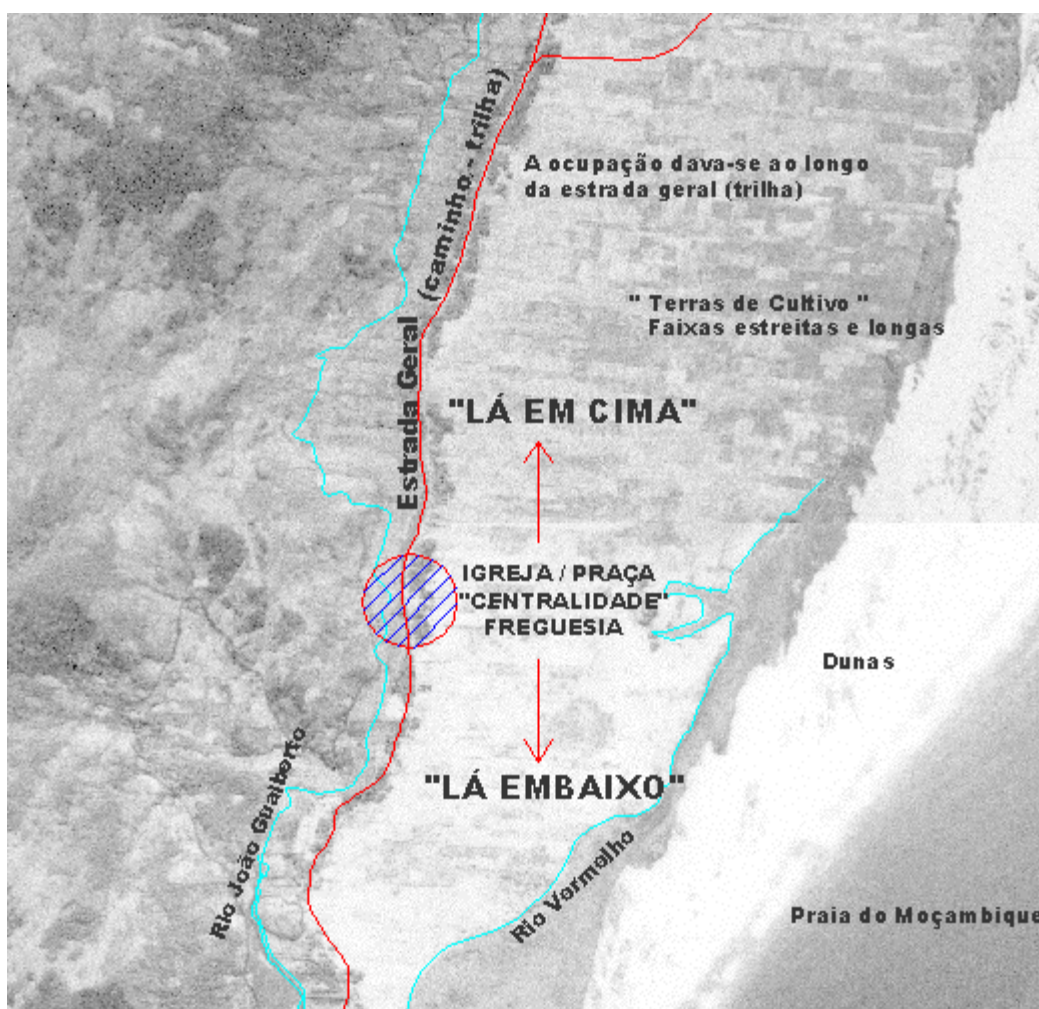 Estrada Geral (caminho - trilha)
A ocupação dava-se ao longo
da estrada geral (trilha)
" Terras de Cultivo "
Faixas estreitas e longas
"LÁ EM CIMA"
IGREJA / PRAÇA
"CENTRALIDADE"
FREGUESIA
Dunas
"LÁ EMBAIXO"
Rio João Gualberto
Rio Vermelho
Praia do Moçambique